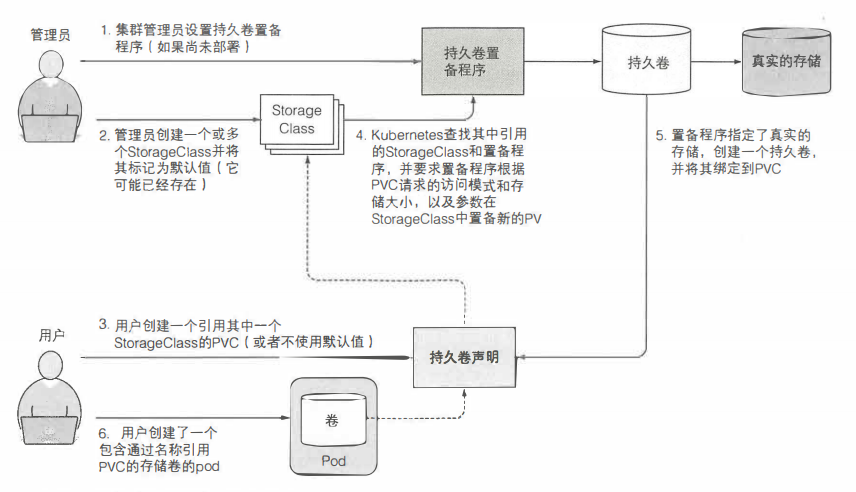 管理员
1. 集群管理员设置持久卷置备
程序（如果尚未部署）
持久卷置
备程序
持久卷
真实的存储
2. 管理员创建一个或多
个StorageClass并将
其标记为默认值（它
可能已经存在）
Storage
Class
4. Kubernetes查找其中引用
的StorageClass和置备程
序，并要求置备程序根据
PVC请求的访问模式和存
储大小，以及参数在
StorageClass中置备新的PV
5. 置备程序指定了真实的
存储，创建一个持久卷，
并将其绑定到PVC
用户
3. 用户创建一个引用其中一个
StorageClass的PVC（或者不使用默认值）
持久卷声明
卷
Pod
6. 用户创建了一个
包含通过名称引用
PVC的存储卷的pod